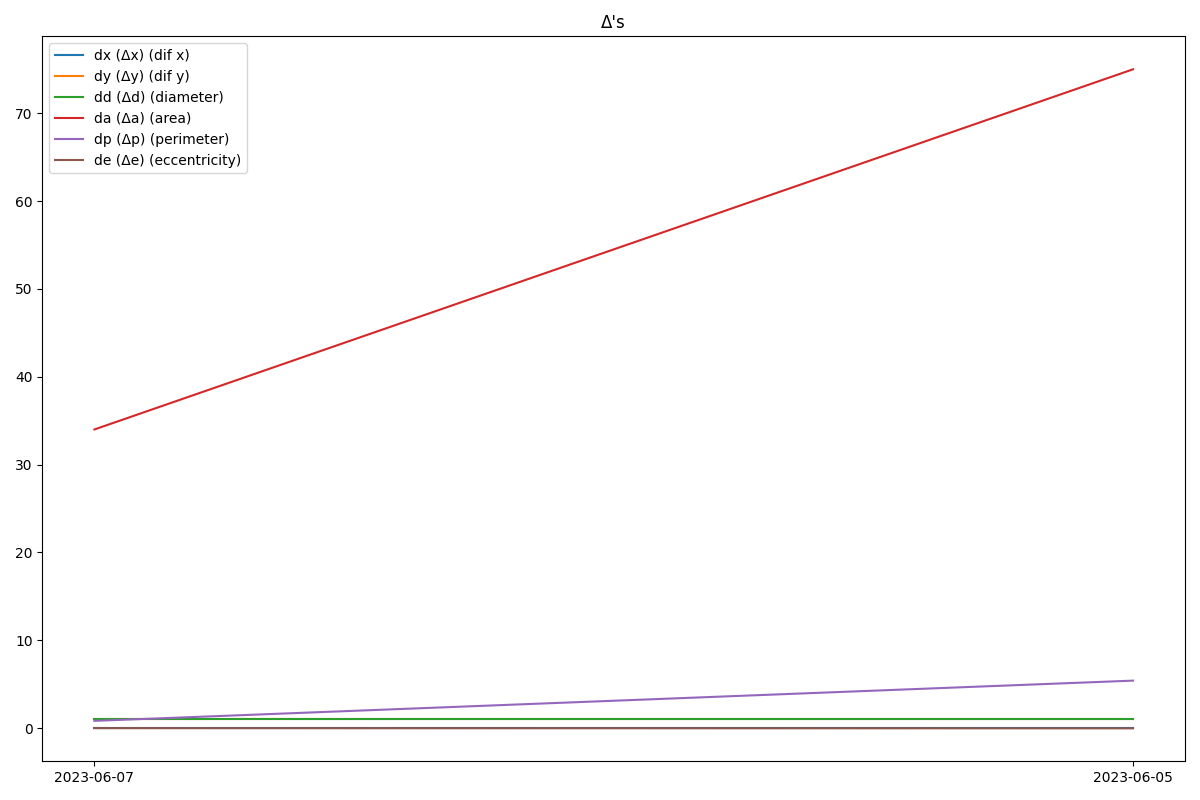 Δ's
dx (Δx) (dif x)
dy (Δy) (dif y)
dd (Δd) (diameter)
da (Δa) (area)
dp (Δp) (perimeter)
de (Δe) (eccentricity)
70
60
50
40
30
20
10
0
2023-06-07 2023-06-05